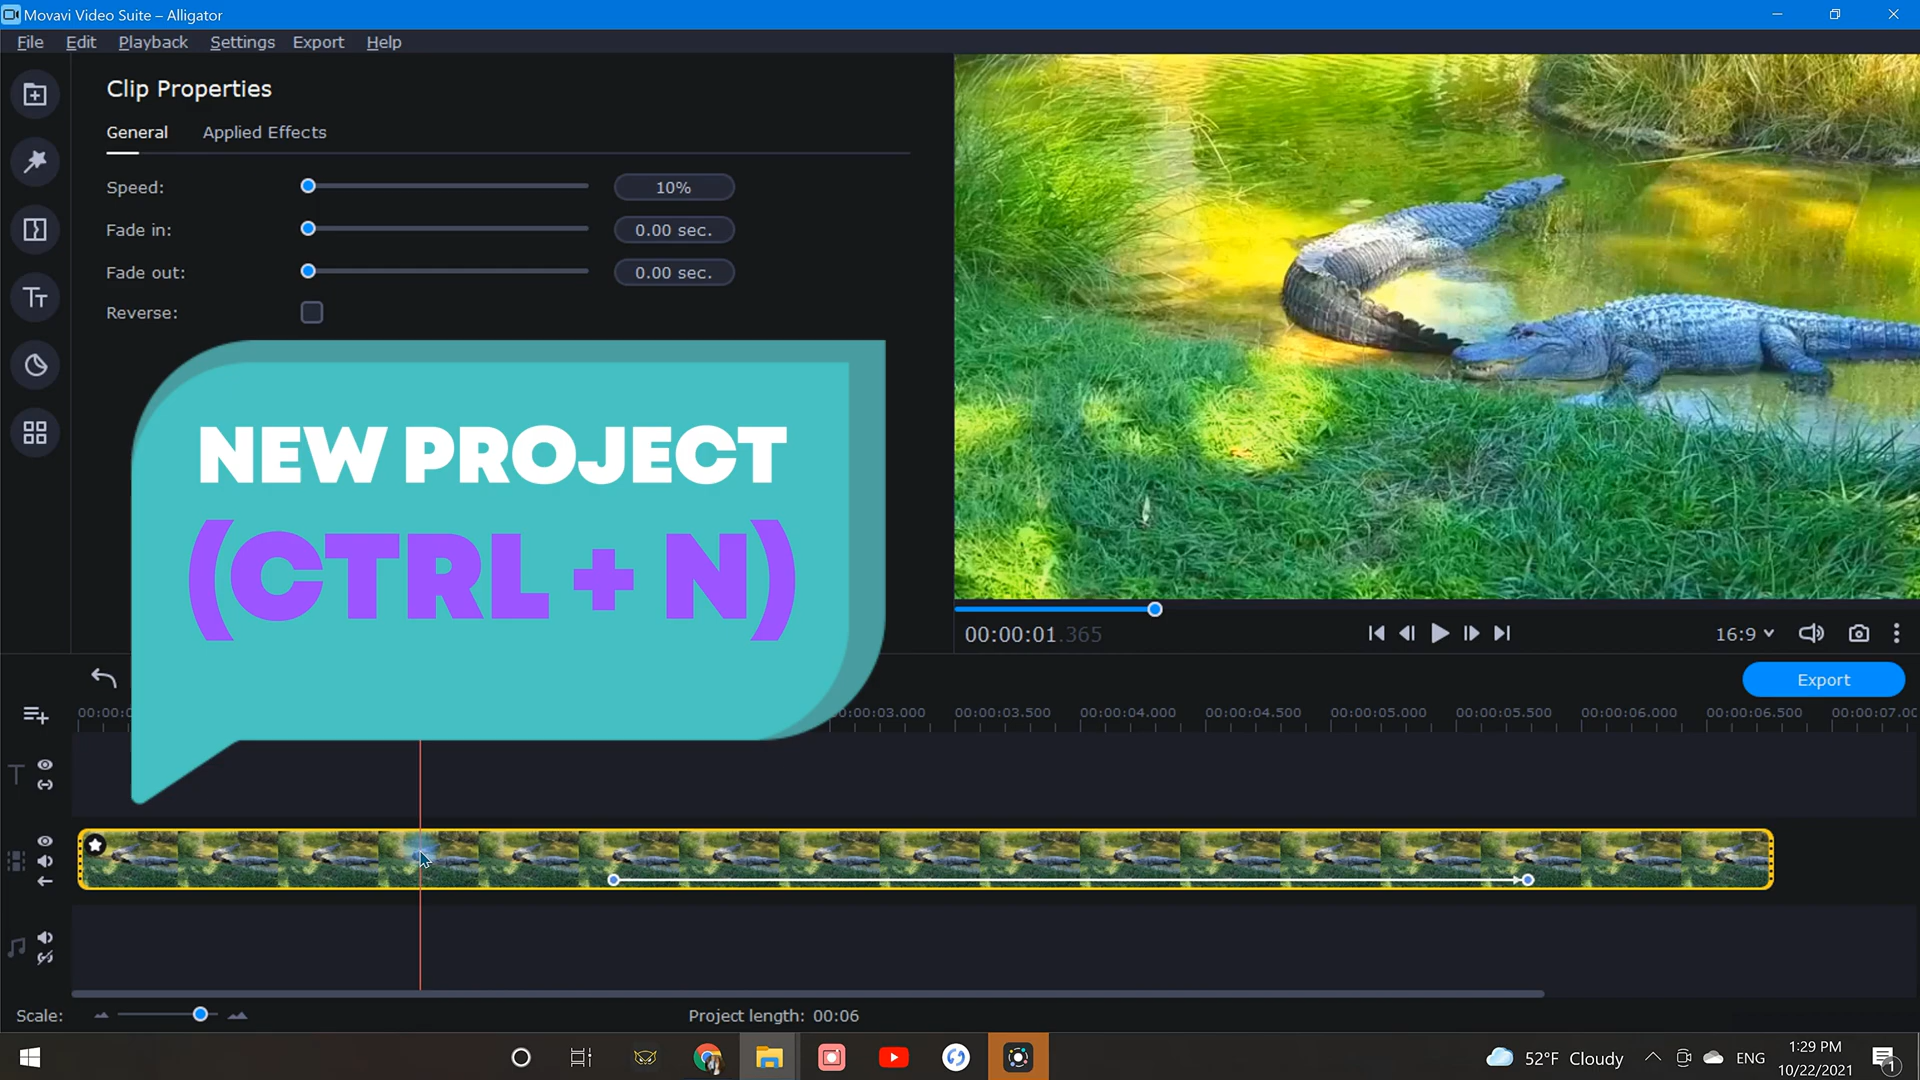 Movavi Video Suite – Alligator
File Edit Playback Settings Export Help
Clip Properties
General Applied Effects
Speed: 10%
Fade in: 0.00 sec.
Fade out: 0.00 sec.
Reverse:
NEW PROJECT
(CTRL + N)
00:00:01.365
16:9
Export
00:00:03.000 00:00:03.500 00:00:04.000 00:00:04.500 00:00:05.000 00:00:05.500 00:00:06.000 00:00:06.500
Scale: Project length: 00:06
52°F Cloudy ENG
1:29 PM
10/22/2021
1